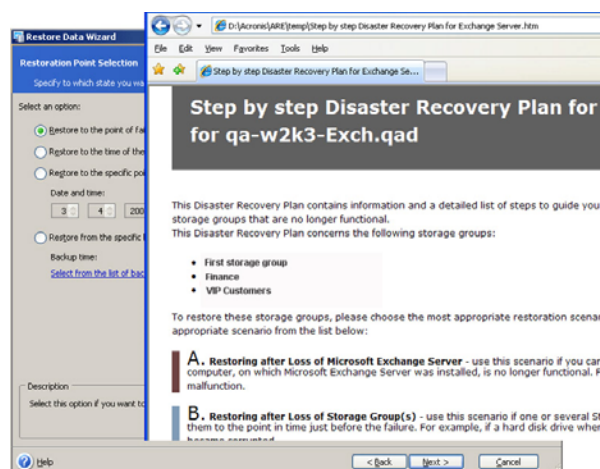 Restore Data Wizard
Restoration Point Selection
Specify to which state you wa
Select an option:
Restore to the point of fai
Restore to the time of the
Restore to the specific poi
Date and time:
3 4 200
Restore from the specific
Backup time:
Select from the list of bac
Description
Select this option if you want to
Help
< Back Next > Cancel
D:\Acronis\ARE\temp\Step by step Disaster Recovery Plan for Exchange Server.htm
File Edit View Favorites Tools Help
Step by step Disaster Recovery Plan for Exchange Se...
Step by step Disaster Recovery Plan for
for qa-w2k3-Exch.qad
This Disaster Recovery Plan contains information and a detailed list of steps to guide you
storage groups that are no longer functional.
This Disaster Recovery Plan concerns the following storage groups:
• First storage group
• Finance
• VIP Customers
To restore these storage groups, please choose the most appropriate restoration scena
appropriate scenario from the list below:
A. Restoring after Loss of Microsoft Exchange Server - use this scenario if you can
computer, on which Microsoft Exchange Server was installed, is no longer functional. F
malfunction.
B. Restoring after Loss of Storage Group(s) - use this scenario if one or several St
them to the point in time just before the failure. For example, if a hard disk drive wher
became corrupted